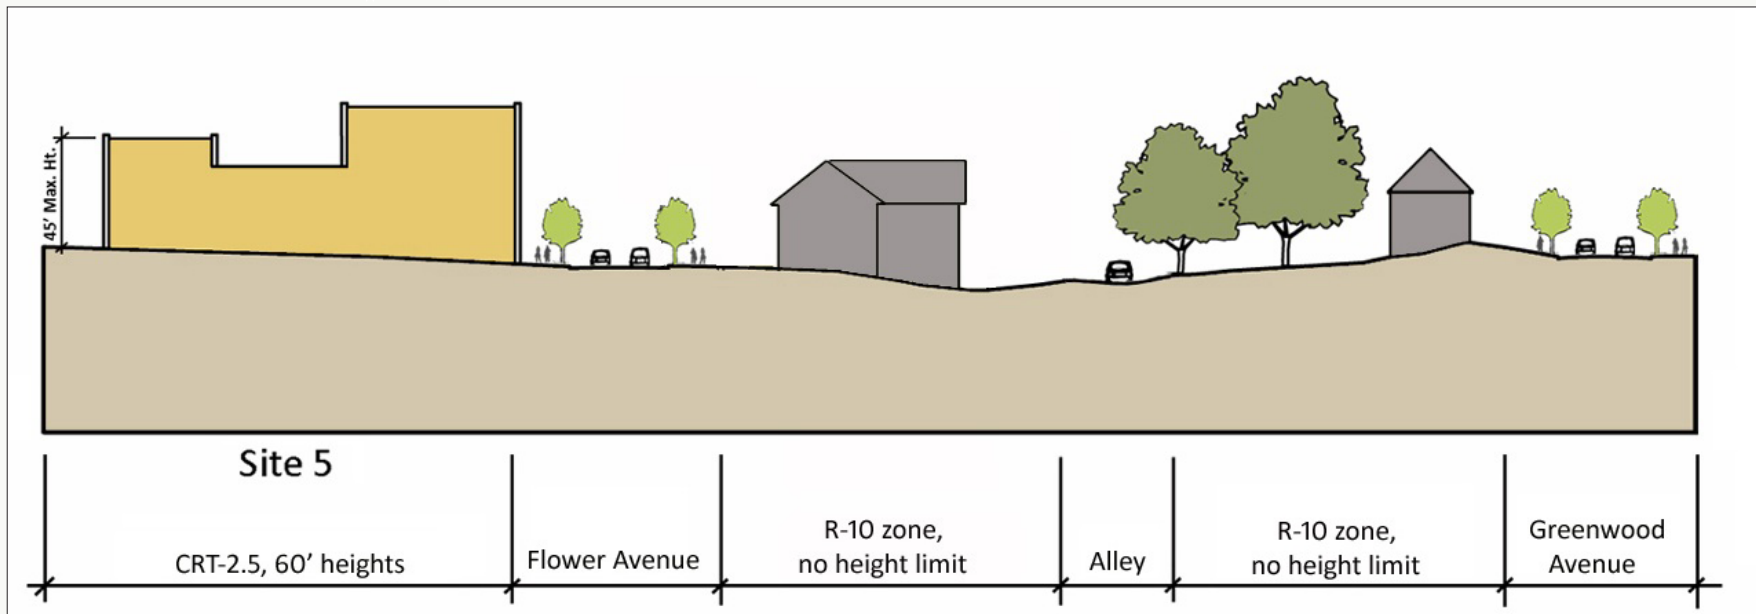 45' Max. Ht.
Site 5
CRT-2.5, 60' heights
Flower Avenue
R-10 zone,
no height limit
Alley
R-10 zone,
no height limit
Greenwood
Avenue